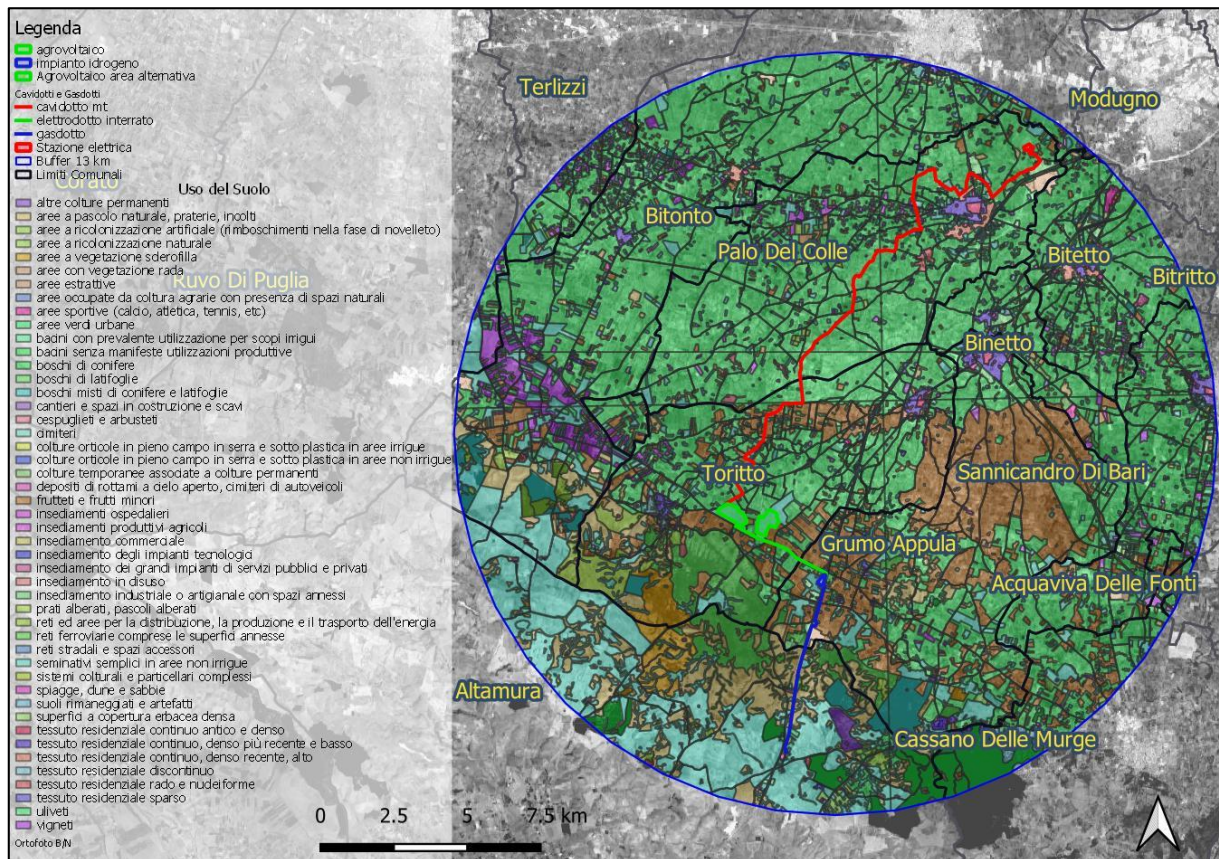 Legenda
agrovoltaico
impianto idrogeno
Agrovoltaico area alternativa
Cavidotti e Gasdotti
cavidotto mt
elettrodotto interrato
gasdotto
Stazione elettrica
Buffer 13 km
Limiti Comunali
Uso del Suolo
altre colture permanenti
aree a pascolo naturale, praterie, incolti
aree a ricolonizzazione artificiale (rimboschimenti nella fase di novelleto)
aree a ricolonizzazione naturale
aree a vegetazione sclerofilla
aree con vegetazione rada
aree estrattive
aree occupate da coltura agrarie con presenza di spazi naturali
aree sportive (calcio, atletica, tennis, etc)
aree verdi urbane
bacini con prevalente utilizzazione per scopi irrigui
bacini senza manifeste utilizzazioni produttive
boschi di conifere
boschi di latifoglie
boschi misti di conifere e latifoglie
cantieri e spazi in costruzione e scavi
cespuglieti e arbusteti
cimiteri
colture orticole in pieno campo in serra e sotto plastica in aree irrigue
colture orticole in pieno campo in serra e sotto plastica in aree non irrigue
colture temporanee associate a colture permanenti
depositi di rottami a cielo aperto, cimiteri di autoveicoli
frutteti e frutti minori
insediamenti ospedalieri
insediamenti produttivi agricoli
insediamento commerciale
insediamento degli impianti tecnologici
insediamento dei grandi impianti di servizi pubblici e privati
insediamento in disuso
insediamento industriale o artigianale con spazi annessi
prati alberati, pascoli alberati
reti ed aree per la distribuzione, la produzione e il trasporto dell'energia
reti ferroviarie comprese le superfici annesse
reti stradali e spazi accessori
seminativi semplici in aree non irrigue
sistemi colturali e particellari complessi
spiagge, dune e sabbie
suoli rimaneggiati e artefatti
superfici a copertura erbacea densa
tessuto residenziale continuo antico e denso
tessuto residenziale continuo, denso più recente e basso
tessuto residenziale continuo, denso recente, alto
tessuto residenziale discontinuo
tessuto residenziale rado e nucleiforme
tessuto residenziale sparso
uliveti
vigneti
Ortofoto B/N
Corato
Ruvo Di Puglia
Terlizzi
Modugno
Bitonto
Palo Del Colle
Bitetto
Bitritto
Binetto
Toritto
Sannicandro Di Bari
Grumo Appula
Acquaviva Delle Fonti
Altamura
Cassano Delle Murge
0 2.5 5 7.5 km